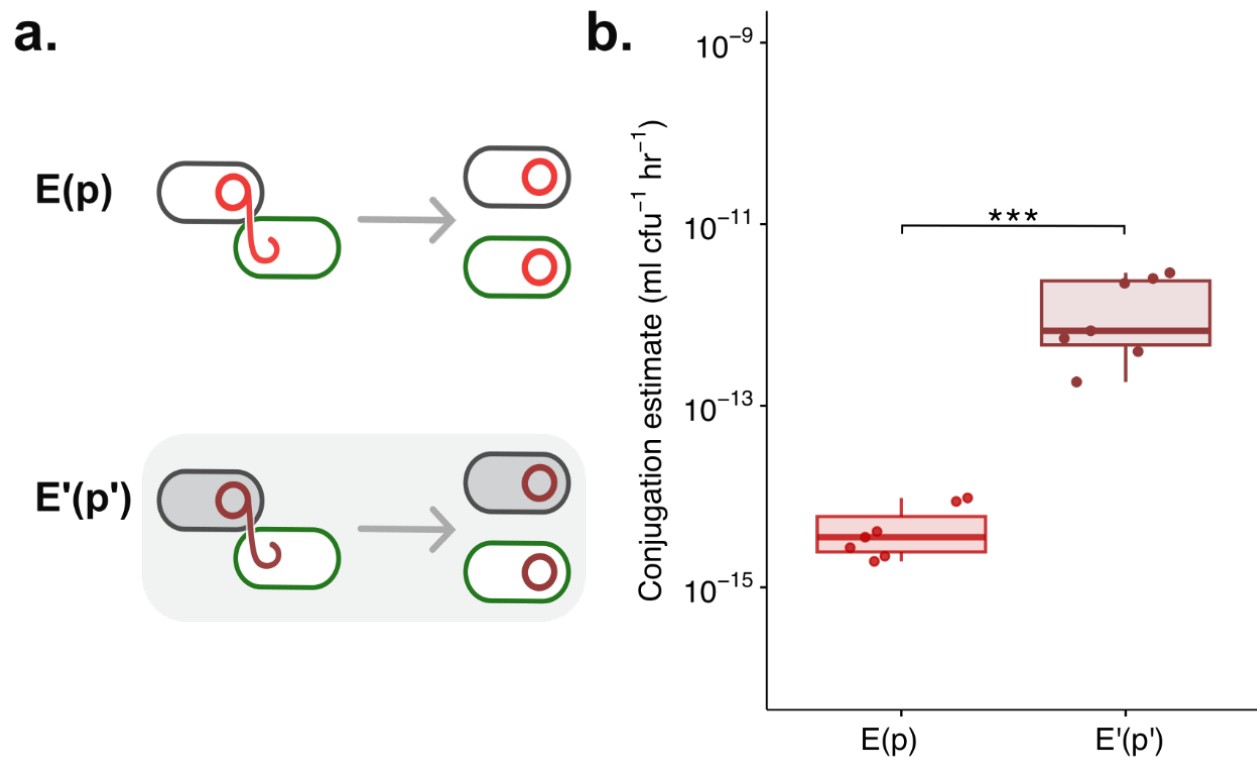 a.
E(p)
E'(p')
b.
Conjugation estimate (ml cfu⁻¹ hr⁻¹)
10⁻⁹
10⁻¹¹
10⁻¹³
10⁻¹⁵
***
E(p)
E'(p')